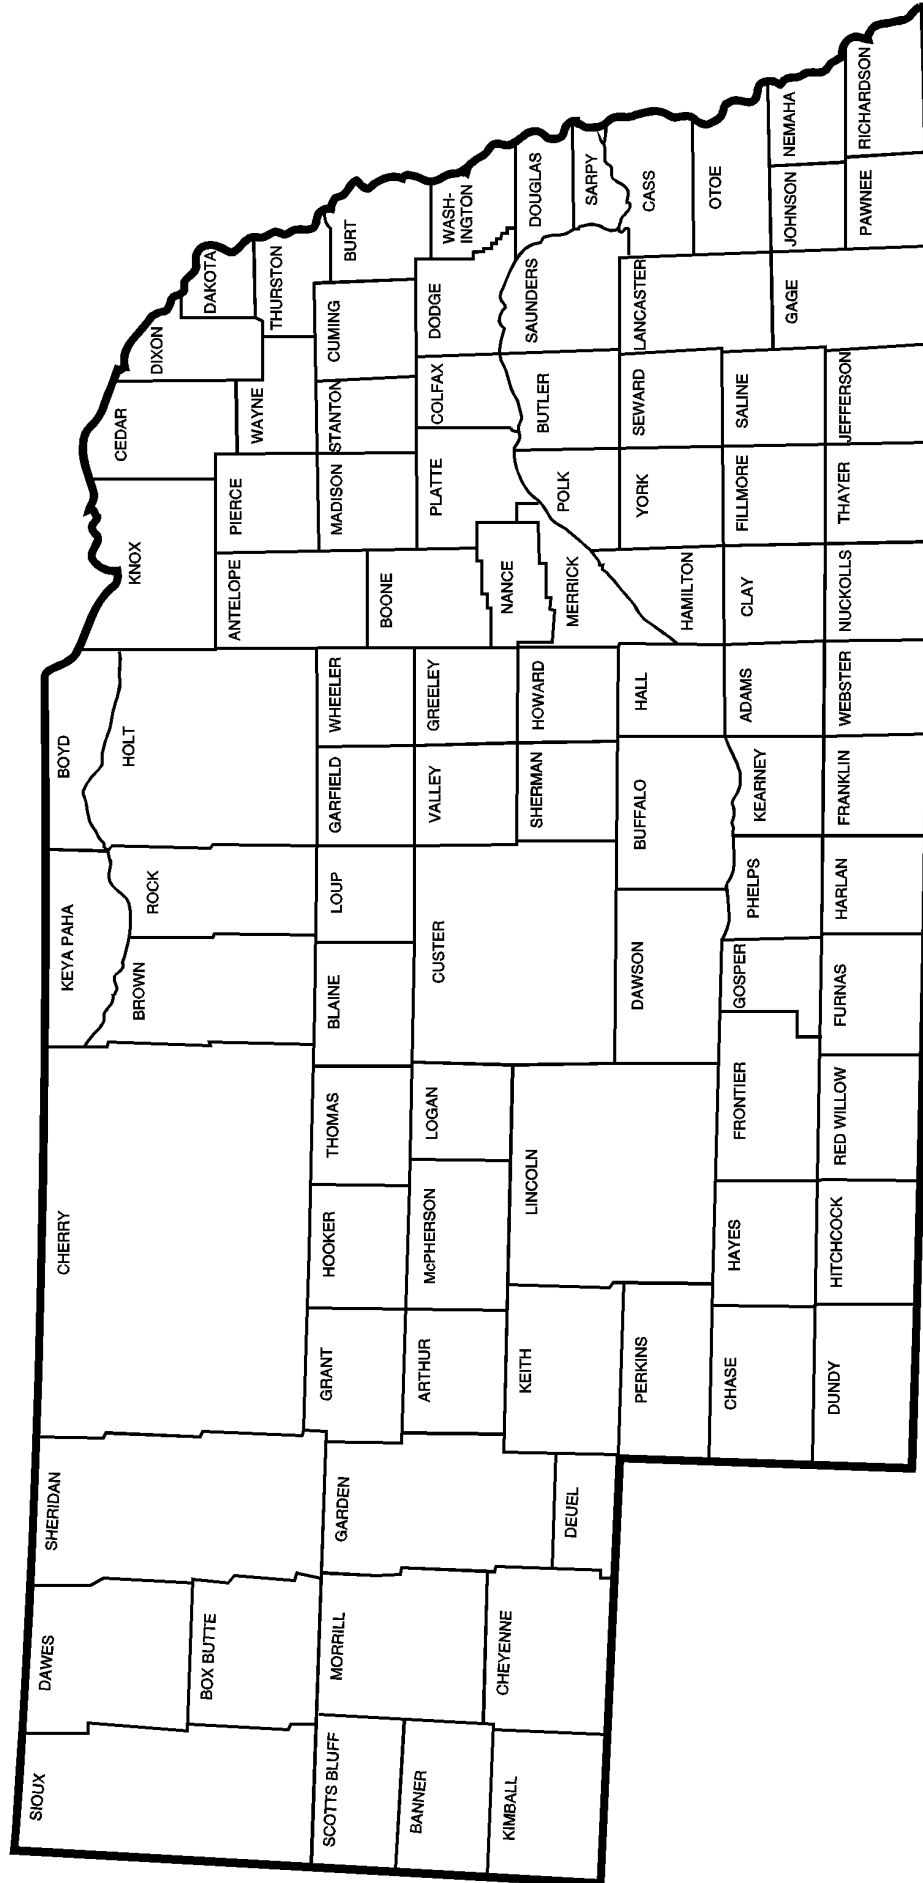 SIOUX
DAWES
BOX BUTTE
SHERIDAN
SCOTTS BLUFF
BANNER
KIMBALL
MORRILL
CHEYENNE
GARDEN
DEUEL
CHERRY
GRANT
HOOKER
THOMAS
ARTHUR
McPHERSON
LOGAN
KEITH
LINCOLN
PERKINS
CHASE
HAYES
FRONTIER
DUNDY
HITCHCOCK
RED WILLOW
KEYA PAHA
BROWN
ROCK
BOYD
HOLT
BLAINE
LOUP
GARFIELD
WHEELER
CUSTER
VALLEY
GREELEY
SHERMAN
HOWARD
DAWSON
BUFFALO
HALL
GOSPER
PHELPS
KEARNEY
ADAMS
FURNAS
HARLAN
FRANKLIN
WEBSTER
KNOX
CEDAR
DIXON
DAKOTA
ANTELOPE
PIERCE
WAYNE
THURSTON
BOONE
MADISON
STANTON
CUMING
BURT
NANCE
PLATTE
COLFAX
DODGE
WASH-
INGTON
MERRICK
POLK
BUTLER
SAUNDERS
DOUGLAS
SARPY
HAMILTON
YORK
SEWARD
LANCASTER
CASS
OTOE
CLAY
FILLMORE
SALINE
GAGE
JOHNSON
NEMAHA
NUCKOLLS
THAYER
JEFFERSON
PAWNEE
RICHARDSON